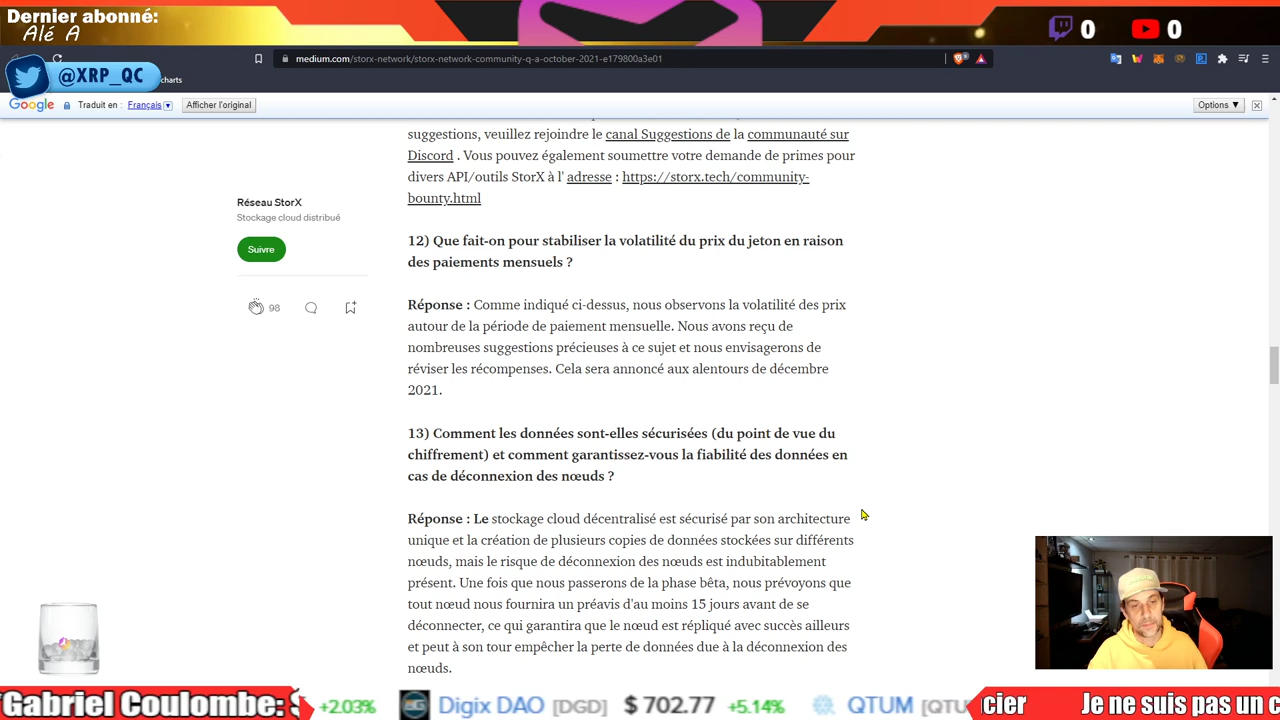 Dernier abonné:
Alé A
0
0
medium.com/storx-network/storx-network-community-q-a-october-2021-e179800a3e01
@XRP_QC
charts
Google
Traduit en :
Français
Afficher l'original
Options ▼
suggestions, veuillez rejoindre le canal Suggestions de la communauté sur
Discord . Vous pouvez également soumettre votre demande de primes pour
divers API/outils StorX à l' adresse : https://storx.tech/community-
bounty.html
Réseau StorX
Stockage cloud distribué
Suivre
98
12) Que fait-on pour stabiliser la volatilité du prix du jeton en raison
des paiements mensuels ?
Réponse : Comme indiqué ci-dessus, nous observons la volatilité des prix
autour de la période de paiement mensuelle. Nous avons reçu de
nombreuses suggestions précieuses à ce sujet et nous envisagerons de
réviser les récompenses. Cela sera annoncé aux alentours de décembre
2021.
13) Comment les données sont-elles sécurisées (du point de vue du
chiffrement) et comment garantissez-vous la fiabilité des données en
cas de déconnexion des nœuds ?
Réponse : Le stockage cloud décentralisé est sécurisé par son architecture
unique et la création de plusieurs copies de données stockées sur différents
nœuds, mais le risque de déconnexion des nœuds est indubitablement
présent. Une fois que nous passerons de la phase bêta, nous prévoyons que
tout nœud nous fournira un préavis d'au moins 15 jours avant de se
déconnecter, ce qui garantira que le nœud est répliqué avec succès ailleurs
et peut à son tour empêcher la perte de données due à la déconnexion des
nœuds.
Gabriel Coulombe:
+2.03%
Digix DAO [DGD] $ 702.77 +5.14%
QTUM [QTU
cier
Je ne suis pas un c